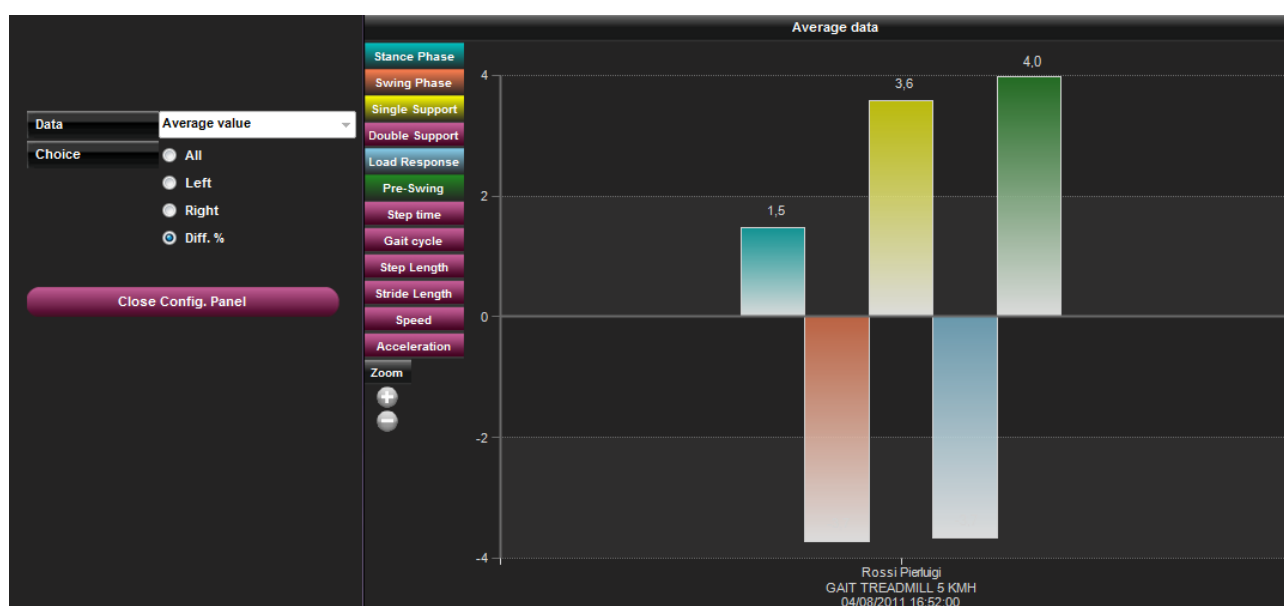 Average data
Data
Average value
Choice
All
Left
Right
Diff. %
Close Config. Panel
Stance Phase
Swing Phase
Single Support
Double Support
Load Response
Pre-Swing
Step time
Gait cycle
Step Length
Stride Length
Speed
Acceleration
Zoom
4
2
0
-2
-4
1,5
3,6
4,0
Rossi Pierluigi
GAIT TREADMILL 5 KMH
04/08/2011 16:52:00